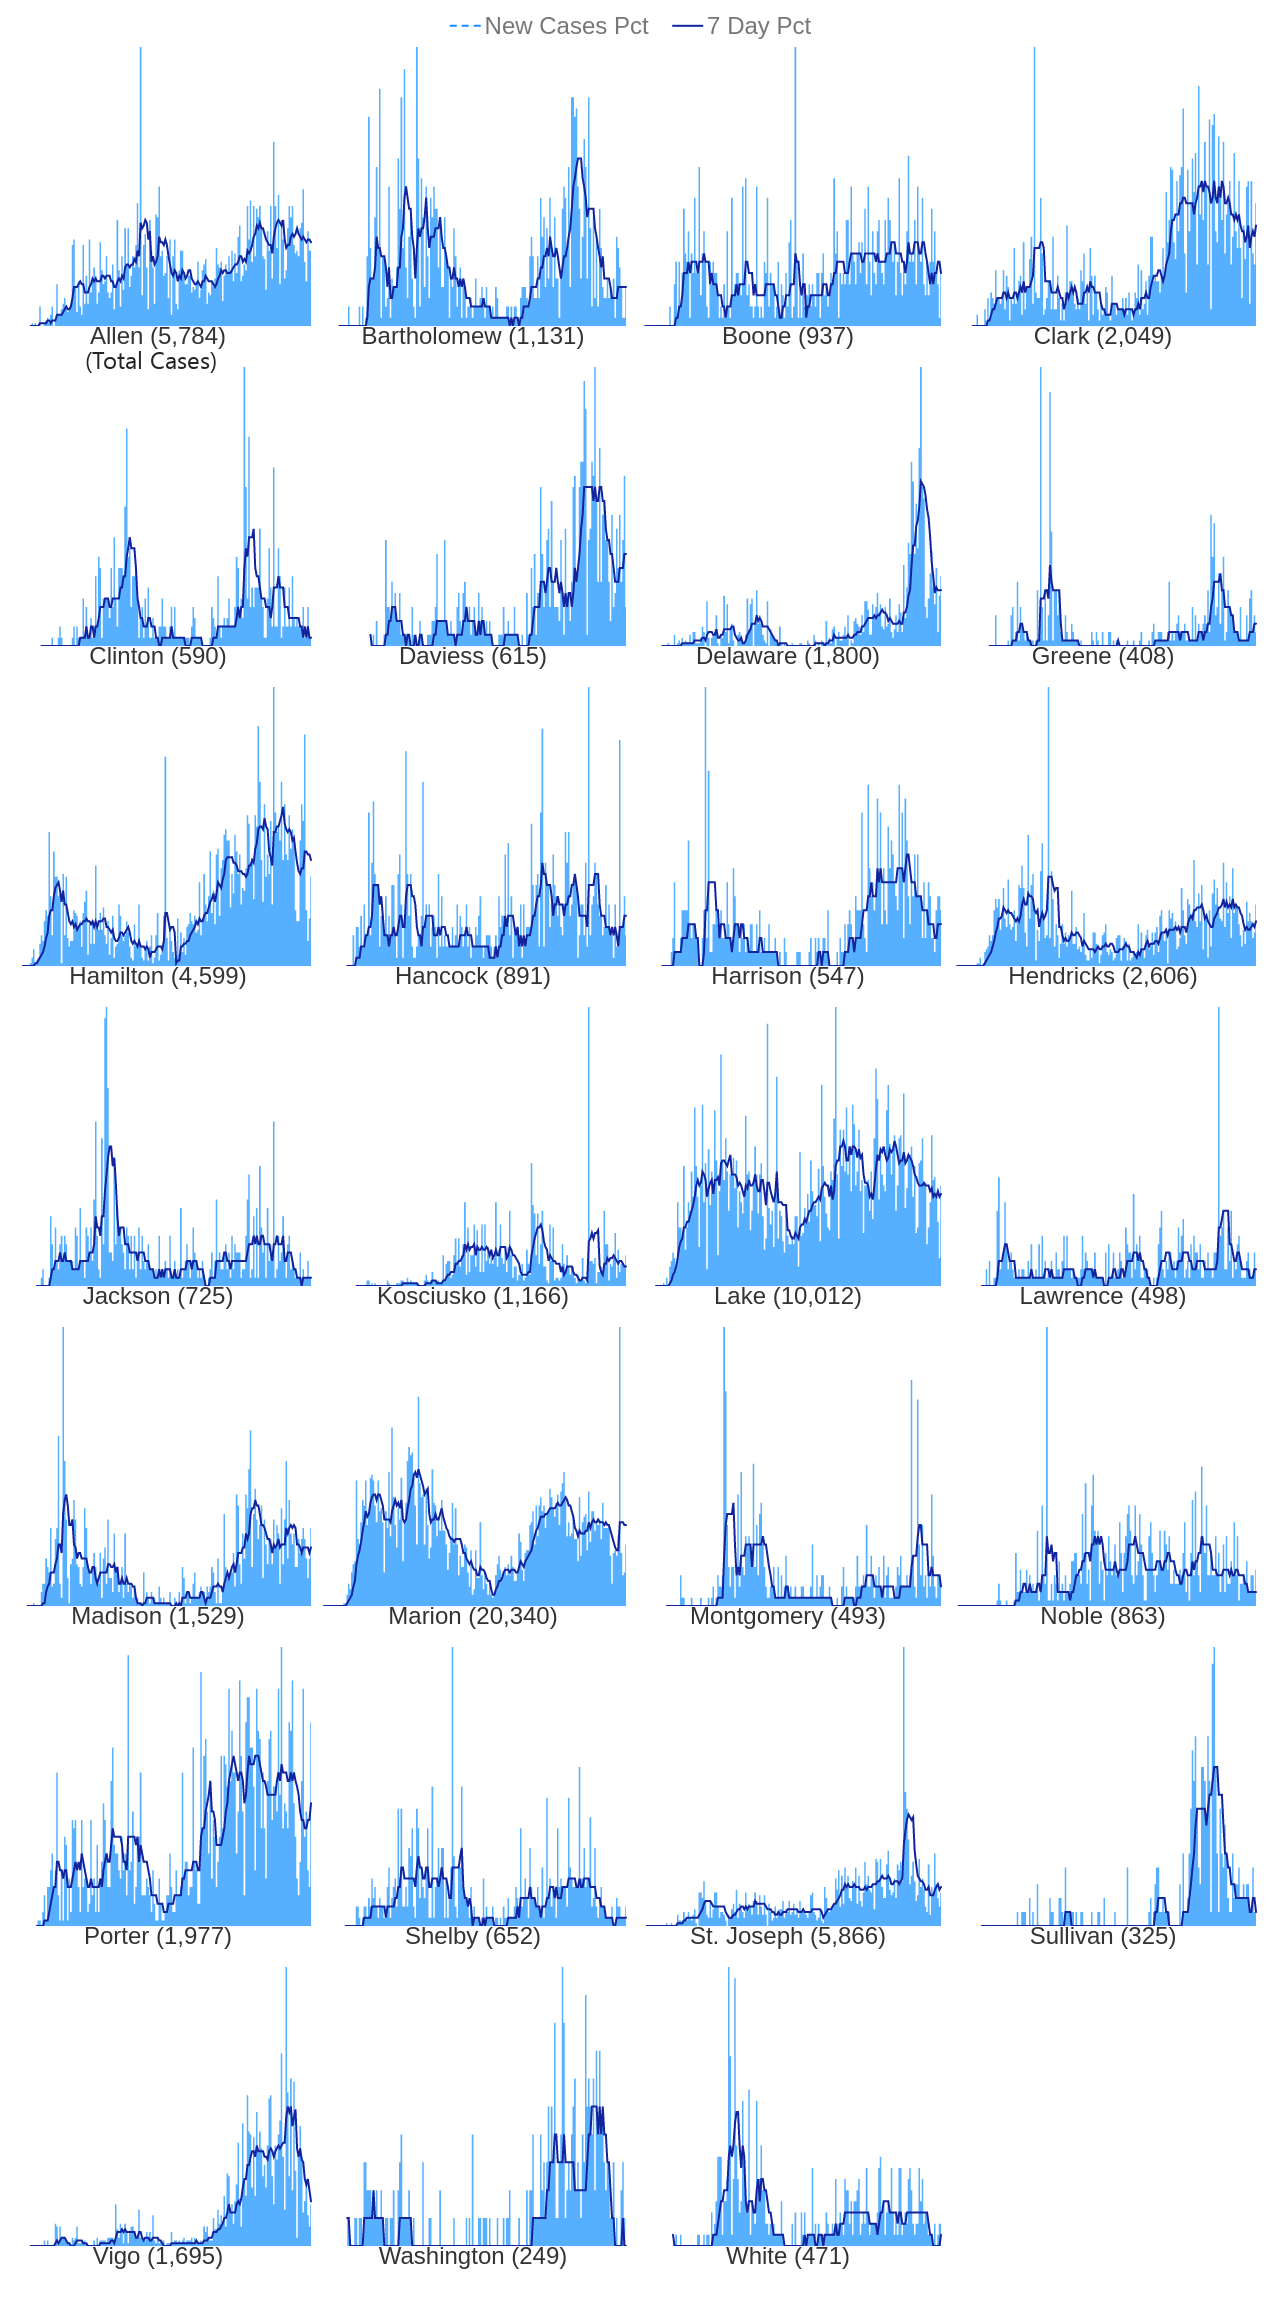 New Cases Pct 7 Day Pct
Allen (5,784) Bartholomew (1,131) Boone (937) Clark (2,049)
(Total Cases)
Clinton (590) Daviess (615) Delaware (1,800) Greene (408)
Hamilton (4,599) Hancock (891) Harrison (547) Hendricks (2,606)
Jackson (725) Kosciusko (1,166) Lake (10,012) Lawrence (498)
Madison (1,529) Marion (20,340) Montgomery (493) Noble (863)
Porter (1,977) Shelby (652) St. Joseph (5,866) Sullivan (325)
Vigo (1,695) Washington (249) White (471)